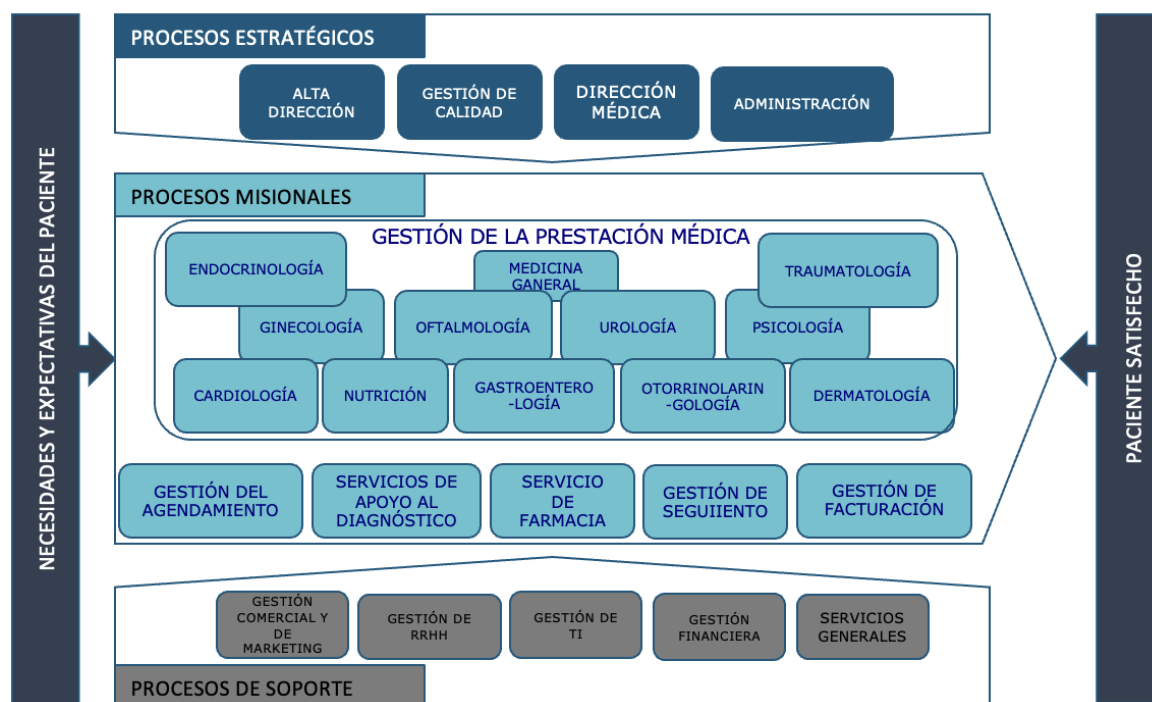 NECESIDADES Y EXPECTATIVAS DEL PACIENTE
PROCESOS ESTRATÉGICOS
ALTA
DIRECCIÓN
GESTIÓN DE
CALIDAD
DIRECCIÓN
MÉDICA
ADMINISTRACIÓN
PROCESOS MISIONALES
GESTIÓN DE LA PRESTACIÓN MÉDICA
ENDOCRINOLOGÍA
MEDICINA
GANERAL
TRAUMATOLOGÍA
GINECOLOGÍA
OFTALMOLOGÍA
UROLOGÍA
PSICOLOGÍA
CARDIOLOGÍA
NUTRICIÓN
GASTROENTERO
-LOGÍA
OTORRINOLARIN
-GOLOGÍA
DERMATOLOGÍA
GESTIÓN DEL
AGENDAMIENTO
SERVICIOS DE
APOYO AL
DIAGNÓSTICO
SERVICIO
DE
FARMACIA
GESTIÓN DE
SEGUIIENTO
GESTIÓN DE
FACTURACIÓN
GESTIÓN
COMERCIAL Y
DE
MARKETING
GESTIÓN DE
RRHH
GESTIÓN DE
TI
GESTIÓN
FINANCIERA
SERVICIOS
GENERALES
PROCESOS DE SOPORTE
PACIENTE SATISFECHO